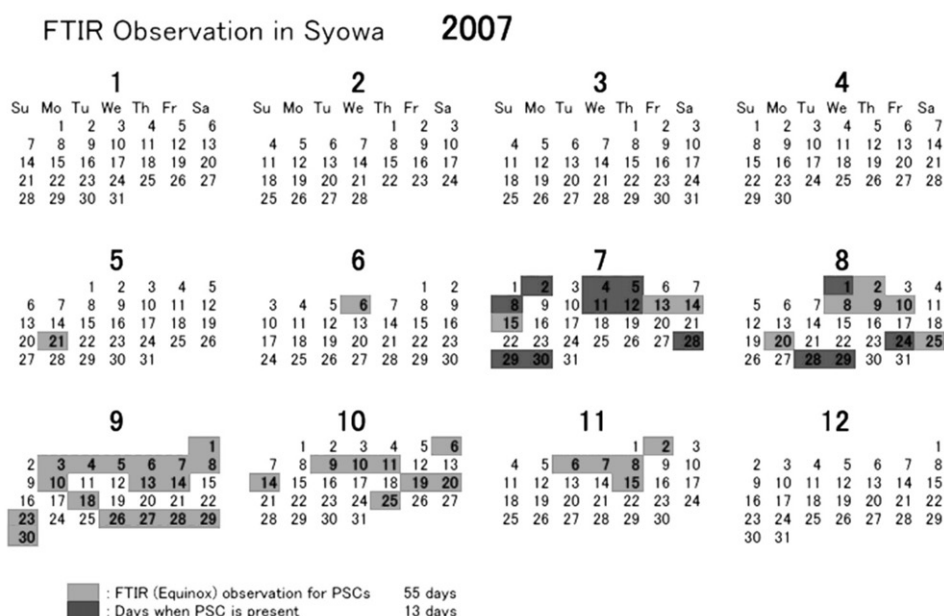 FTIR Observation in Syowa 2007
1 2 3 4
Su Mo Tu We Th Fr Sa Su Mo Tu We Th Fr Sa Su Mo Tu We Th Fr Sa Su Mo Tu We Th Fr Sa
1 2 3 4 5 6 1 2 3 1 2 3 1 2 3 4 5 6 7
7 8 9 10 11 12 13 4 5 6 7 8 9 10 4 5 6 7 8 9 10 8 9 10 11 12 13 14
14 15 16 17 18 19 20 11 12 13 14 15 16 17 11 12 13 14 15 16 17 15 16 17 18 19 20 21
21 22 23 24 25 26 27 18 19 20 21 22 23 24 18 19 20 21 22 23 24 22 23 24 25 26 27 28
28 29 30 31 25 26 27 28 25 26 27 28 29 30 31 29 30
5 6 7 8
1 2 3 4 5 1 2 1 2 3 4 5 6 7 1 2 3 4
6 7 8 9 10 11 12 3 4 5 6 7 8 9 8 9 10 11 12 13 14 5 6 7 8 9 10 11
13 14 15 16 17 18 19 10 11 12 13 14 15 16 15 16 17 18 19 20 21 12 13 14 15 16 17 18
20 21 22 23 24 25 26 17 18 19 20 21 22 23 22 23 24 25 26 27 28 19 20 21 22 23 24 25
27 28 29 30 31 24 25 26 27 28 29 30 29 30 31 26 27 28 29 30 31
9 10 11 12
1 1 2 3 4 5 6 1 2 3 1
2 3 4 5 6 7 8 7 8 9 10 11 12 13 4 5 6 7 8 9 10 2 3 4 5 6 7 8
9 10 11 12 13 14 15 14 15 16 17 18 19 20 11 12 13 14 15 16 17 9 10 11 12 13 14 15
16 17 18 19 20 21 22 21 22 23 24 25 26 27 18 19 20 21 22 23 24 16 17 18 19 20 21 22
23 24 25 26 27 28 29 28 29 30 31 25 26 27 28 29 30 23 24 25 26 27 28 29
30 30 31
: FTIR (Equinox) observation for PSCs 55 days
: Days when PSC is present 13 days